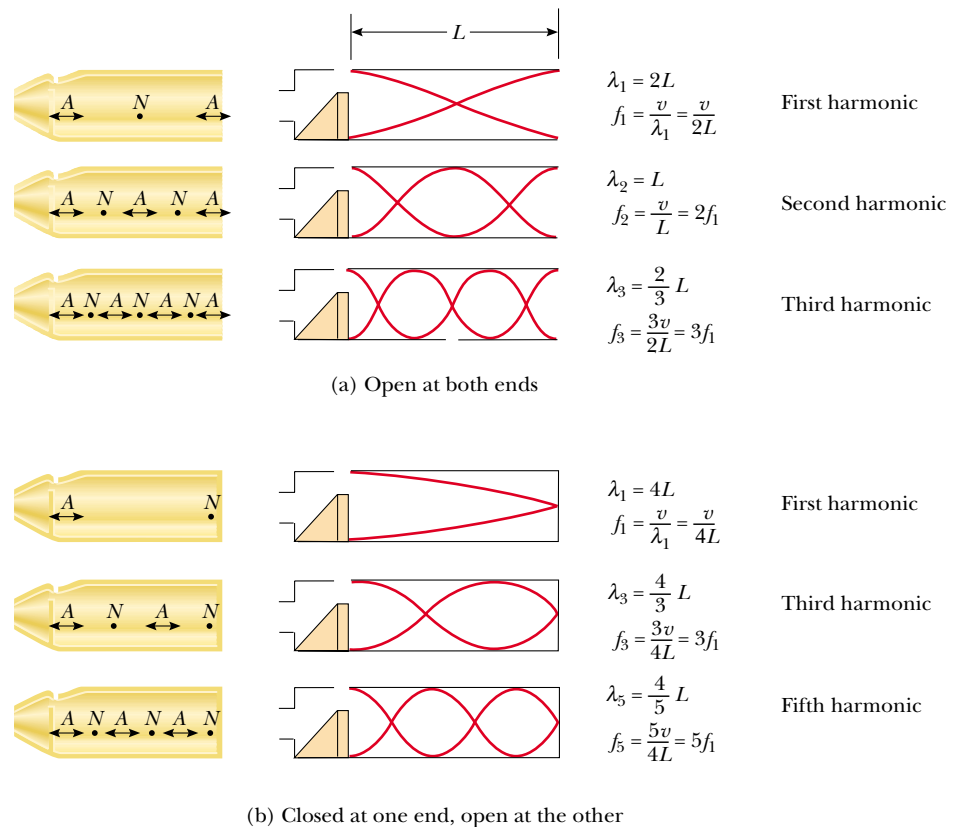 L
A N A
λ₁ = 2L
f₁ = v/λ₁ = v/2L
First harmonic
A N A N A
λ₂ = L
f₂ = v/L = 2f₁
Second harmonic
A N A N A N A
λ₃ = 2/3 L
f₃ = 3v/2L = 3f₁
Third harmonic
(a) Open at both ends
A N
λ₁ = 4L
f₁ = v/λ₁ = v/4L
First harmonic
A N A N
λ₃ = 4/3 L
f₃ = 3v/4L = 3f₁
Third harmonic
A N A N A N
λ₅ = 4/5 L
f₅ = 5v/4L = 5f₁
Fifth harmonic
(b) Closed at one end, open at the other